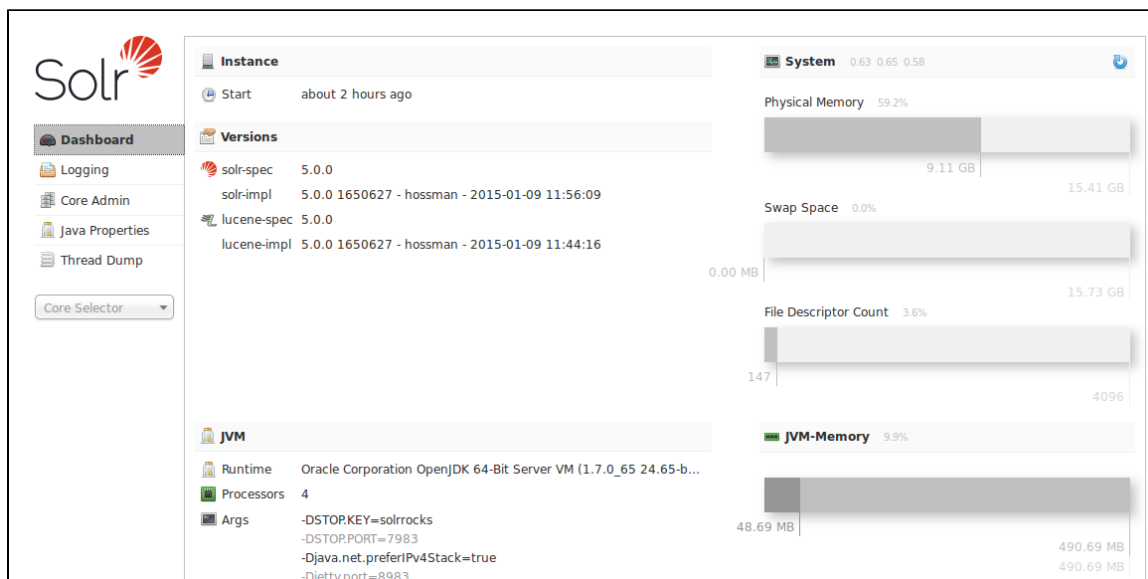 Solr
Dashboard
Logging
Core Admin
Java Properties
Thread Dump
Core Selector
Instance
Start about 2 hours ago
Versions
solr-spec 5.0.0
solr-impl 5.0.0 1650627 - hossman - 2015-01-09 11:56:09
lucene-spec 5.0.0
lucene-impl 5.0.0 1650627 - hossman - 2015-01-09 11:44:16
JVM
Runtime Oracle Corporation OpenJDK 64-Bit Server VM (1.7.0_65 24.65-b...
Processors 4
Args -DSTOP.KEY=solrrocks
-DSTOP.PORT=7983
-Djava.net.preferIPv4Stack=true
-Djetty.port=8983
System 0.63 0.65 0.58
Physical Memory 59.2%
9.11 GB
15.41 GB
Swap Space 0.0%
0.00 MB
15.73 GB
File Descriptor Count 3.6%
147
4096
JVM-Memory 9.9%
48.69 MB
490.69 MB
490.69 MB